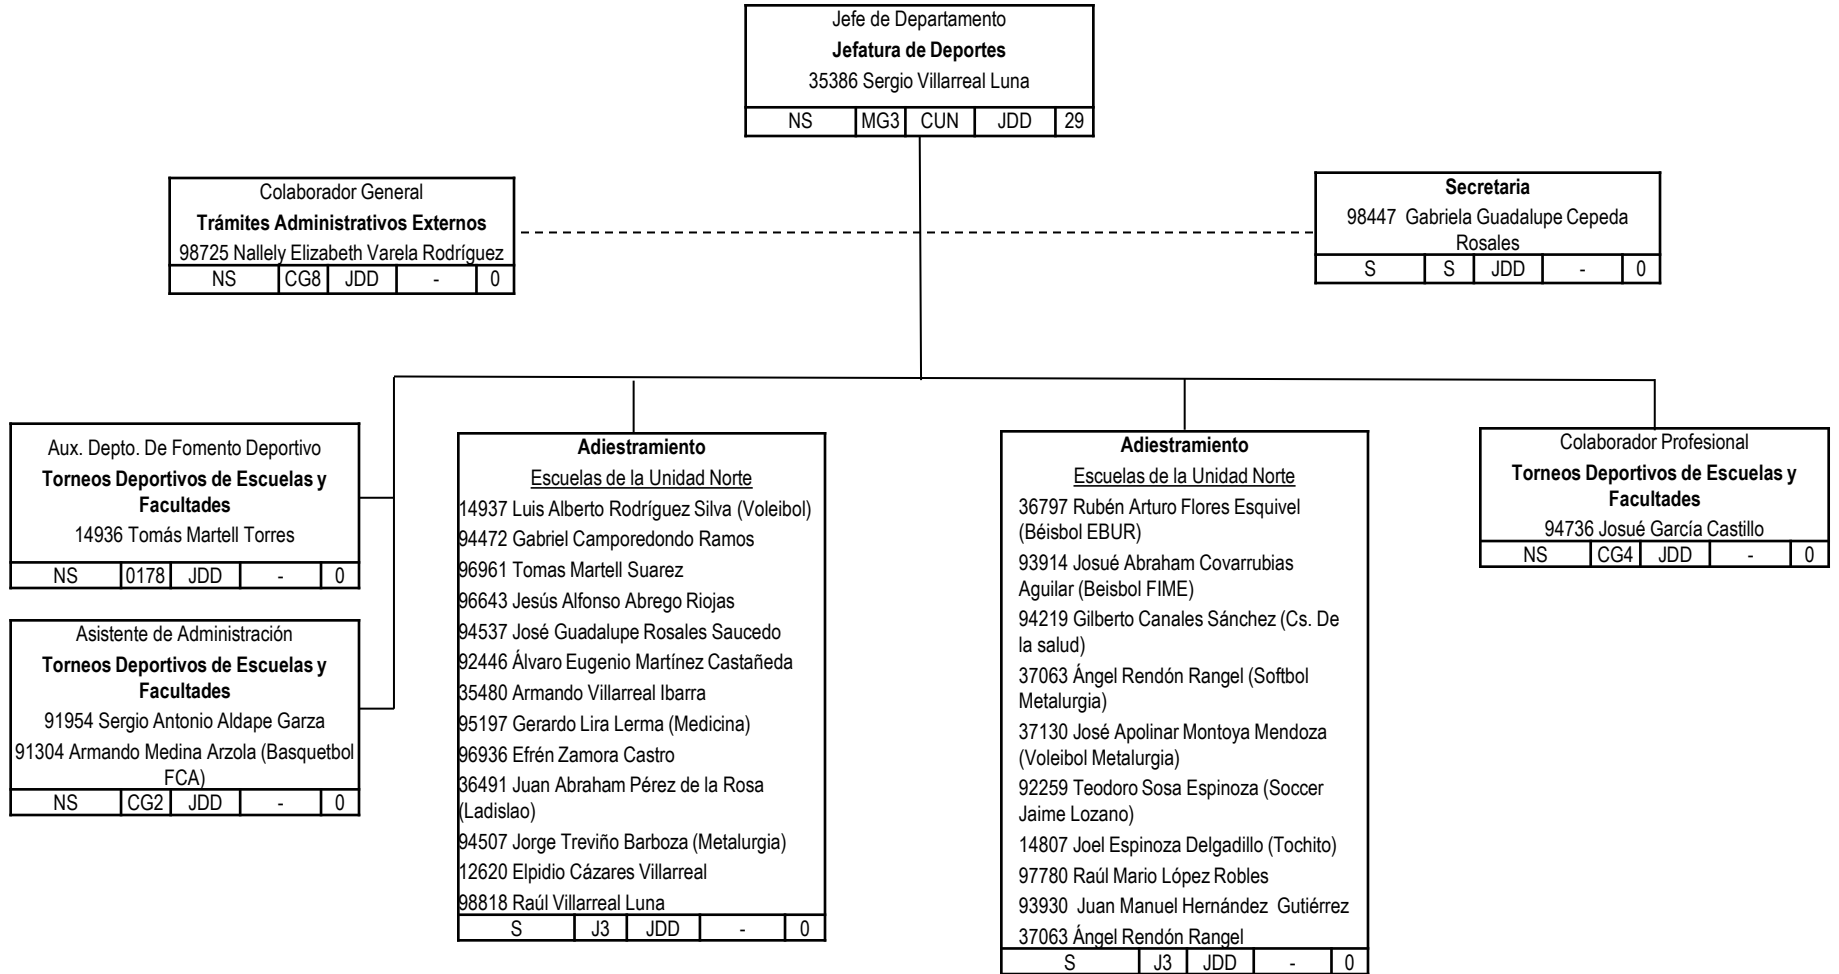 Jefe de Departamento
Jefatura de Deportes
35386 Sergio Villarreal Luna
NS MG3 CUN JDD 29
Colaborador General
Trámites Administrativos Externos
98725 Nallely Elizabeth Varela Rodríguez
NS CG8 JDD - 0
Secretaria
98447 Gabriela Guadalupe Cepeda
Rosales
S S JDD - 0
Aux. Depto. De Fomento Deportivo
Torneos Deportivos de Escuelas y
Facultades
14936 Tomás Martell Torres
NS 0178 JDD - 0
Asistente de Administración
Torneos Deportivos de Escuelas y
Facultades
91954 Sergio Antonio Aldape Garza
91304 Armando Medina Arzola (Basquetbol
FCA)
NS CG2 JDD - 0
Adiestramiento
Escuelas de la Unidad Norte
14937 Luis Alberto Rodríguez Silva (Voleibol)
94472 Gabriel Camporedondo Ramos
96961 Tomas Martell Suarez
96643 Jesús Alfonso Abrego Riojas
94537 José Guadalupe Rosales Saucedo
92446 Álvaro Eugenio Martínez Castañeda
35480 Armando Villarreal Ibarra
95197 Gerardo Lira Lerma (Medicina)
96936 Efrén Zamora Castro
36491 Juan Abraham Pérez de la Rosa
(Ladislao)
94507 Jorge Treviño Barboza (Metalurgia)
12620 Elpidio Cázares Villarreal
98818 Raúl Villarreal Luna
S J3 JDD - 0
Adiestramiento
Escuelas de la Unidad Norte
36797 Rubén Arturo Flores Esquivel
(Béisbol EBUR)
93914 Josué Abraham Covarrubias
Aguilar (Beisbol FIME)
94219 Gilberto Canales Sánchez (Cs. De
la salud)
37063 Ángel Rendón Rangel (Softbol
Metalurgia)
37130 José Apolinar Montoya Mendoza
(Voleibol Metalurgia)
92259 Teodoro Sosa Espinoza (Soccer
Jaime Lozano)
14807 Joel Espinoza Delgadillo (Tochito)
97780 Raúl Mario López Robles
93930 Juan Manuel Hernández Gutiérrez
37063 Ángel Rendón Rangel
S J3 JDD - 0
Colaborador Profesional
Torneos Deportivos de Escuelas y
Facultades
94736 Josué García Castillo
NS CG4 JDD - 0